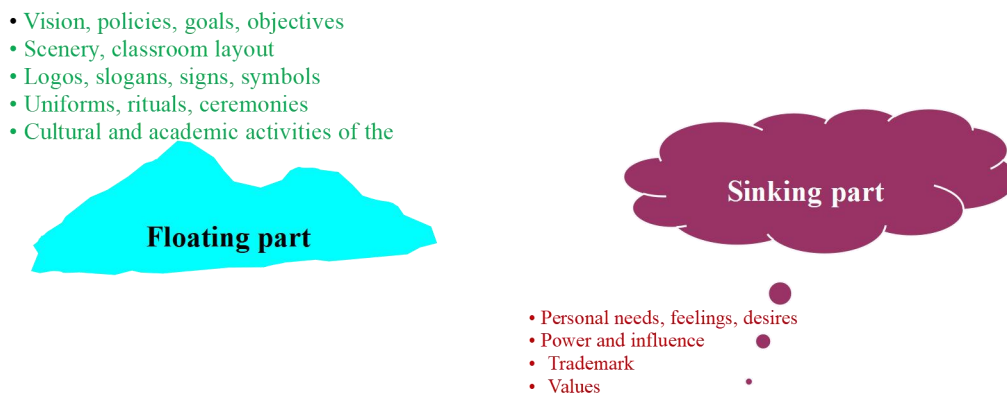 • Vision, policies, goals, objectives
• Scenery, classroom layout
• Logos, slogans, signs, symbols
• Uniforms, rituals, ceremonies
• Cultural and academic activities of the
Floating part
Sinking part
• Personal needs, feelings, desires
• Power and influence
• Trademark
• Values